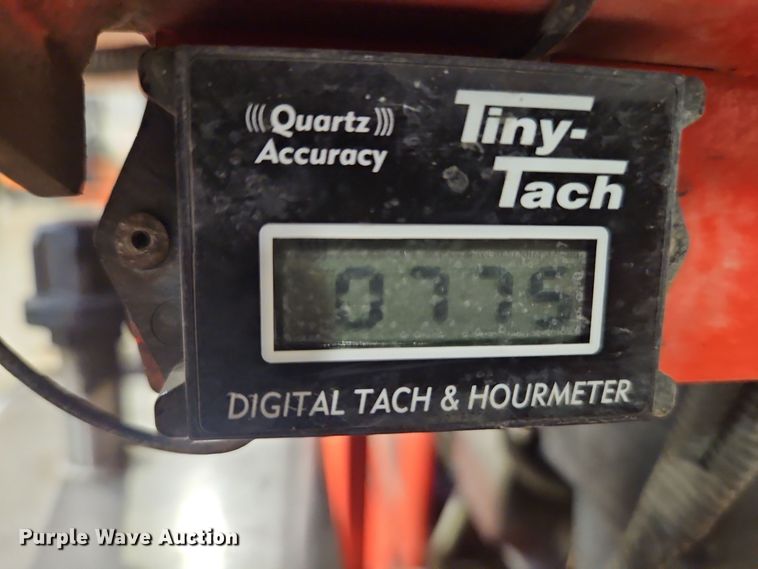 (((Quartz)))
Accuracy
Tiny-
Tach
0775
DIGITAL TACH & HOURMETER
Purple Wave Auction